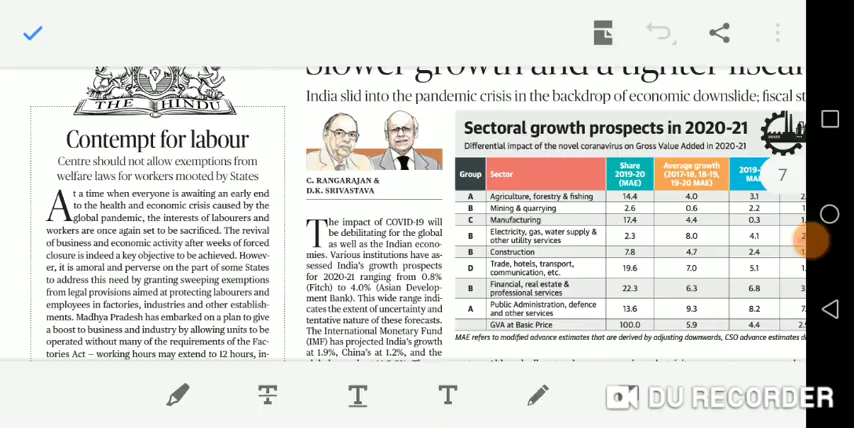 THE HINDU
Contempt for labour
Centre should not allow exemptions from
welfare laws for workers mooted by States
At a time when everyone is awaiting an early end
to the health and economic crisis caused by the
global pandemic, the interests of labourers and
workers are once again set to be sacrificed. The revival
of business and economic activity after weeks of forced
closure is indeed a key objective to be achieved. Howev-
er, it is amoral and perverse on the part of some States
to address this need by granting sweeping exemptions
from legal provisions aimed at protecting labourers and
employees in factories, industries and other establish-
ments. Madhya Pradesh has embarked on a plan to give
a boost to business and industry by allowing units to be
operated without many of the requirements of the Fac-
tories Act – working hours may extend to 12 hours, in-
Slower growth and a tighter fiscal
India slid into the pandemic crisis in the backdrop of economic downslide; fiscal st
C. RANGARAJAN &
D.K. SRIVASTAVA
The impact of COVID-19 will
be debilitating for the global
as well as the Indian econo-
mies. Various institutions have as-
sessed India's growth prospects
for 2020-21 ranging from 0.8%
(Fitch) to 4.0% (Asian Develop-
ment Bank). This wide range indi-
cates the extent of uncertainty and
tentative nature of these forecasts.
The International Monetary Fund
(IMF) has projected India's growth
at 1.9%, China's at 1.2%, and the
Sectoral growth prospects in 2020-21
Differential impact of the novel coranavirus on Gross Value Added in 2020-21
Group Sector Share 2019-20 (MAE) Average growth (2017-18, 18-19, 19-20 MAE) 2019-
A Agriculture, forestry & fishing 14.4 4.0 3.1
B Mining & quarrying 2.6 0.6 2.2
C Manufacturing 17.4 4.4 0.3
B Electricity, gas, water supply & other utility services 2.3 8.0 4.1
B Construction 7.8 4.7 2.4
D Trade, hotels, transport, communication, etc. 19.6 7.0 5.1
B Financial, real estate & professional services 22.3 6.3 6.8
A Public Administration, defence and other services 13.6 9.3 8.2
GVA at Basic Price 100.0 5.9 4.4
MAE refers to modified advance estimates that are derived by adjusting downwards, CSO advance estimates
7
T T T
DU RECORDER